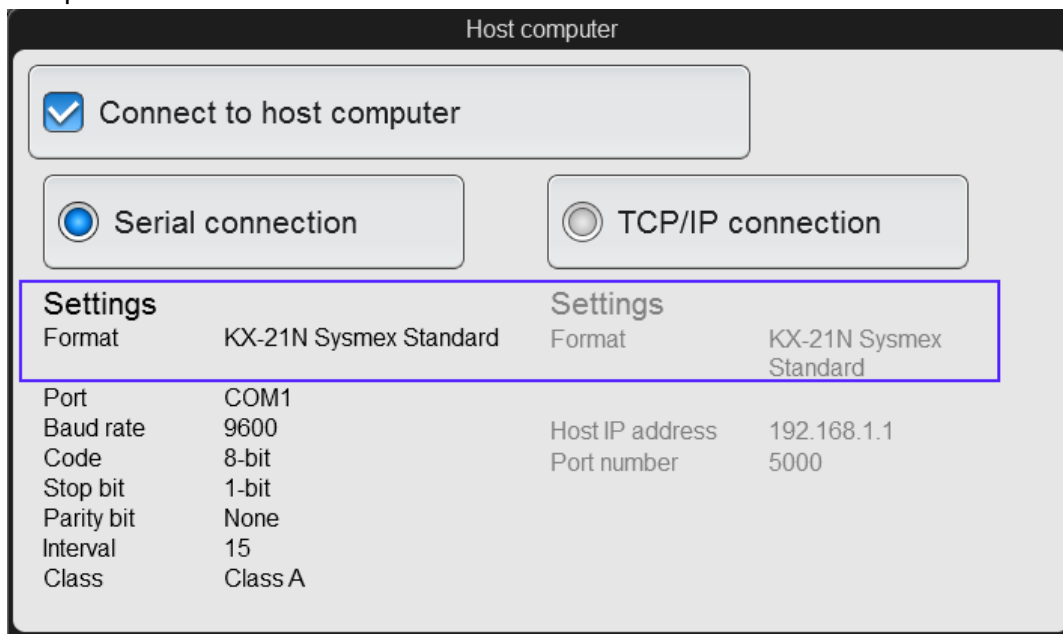 Host computer
Connect to host computer
Serial connection
TCP/IP connection
Settings
Format KX-21N Sysmex Standard
Port COM1
Baud rate 9600
Code 8-bit
Stop bit 1-bit
Parity bit None
Interval 15
Class Class A
Settings
Format KX-21N Sysmex
Standard
Host IP address 192.168.1.1
Port number 5000